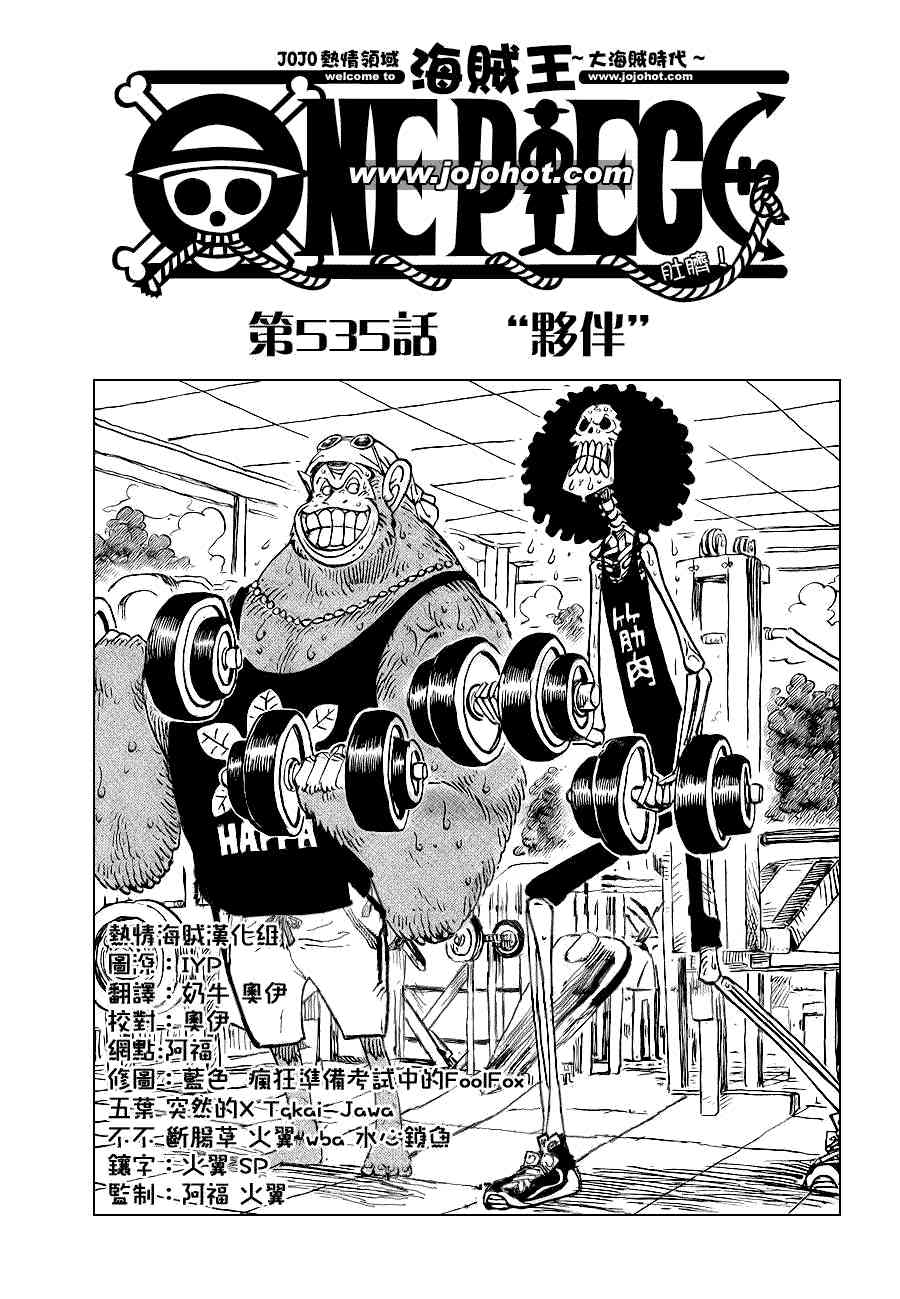 JOJO熱情領域 海賊王 ~大海賊時代~
welcome to www.jojohot.com
ONE PIECE
www.jojohot.com
肚臍！
第535話 “夥伴”
筋肉
HAPPA
熱情海賊漢化组
圖源：IYP
翻譯：奶牛 奧伊
校對：奧伊
網點:阿福
修圖：藍色 瘋狂準備考試中的FoolFox
五葉 突然的X Tckai-Jawa
不不 斷腸草 火翼 wba 水心鎖魚
鑲字：火翼 SP
監制：阿福 火翼